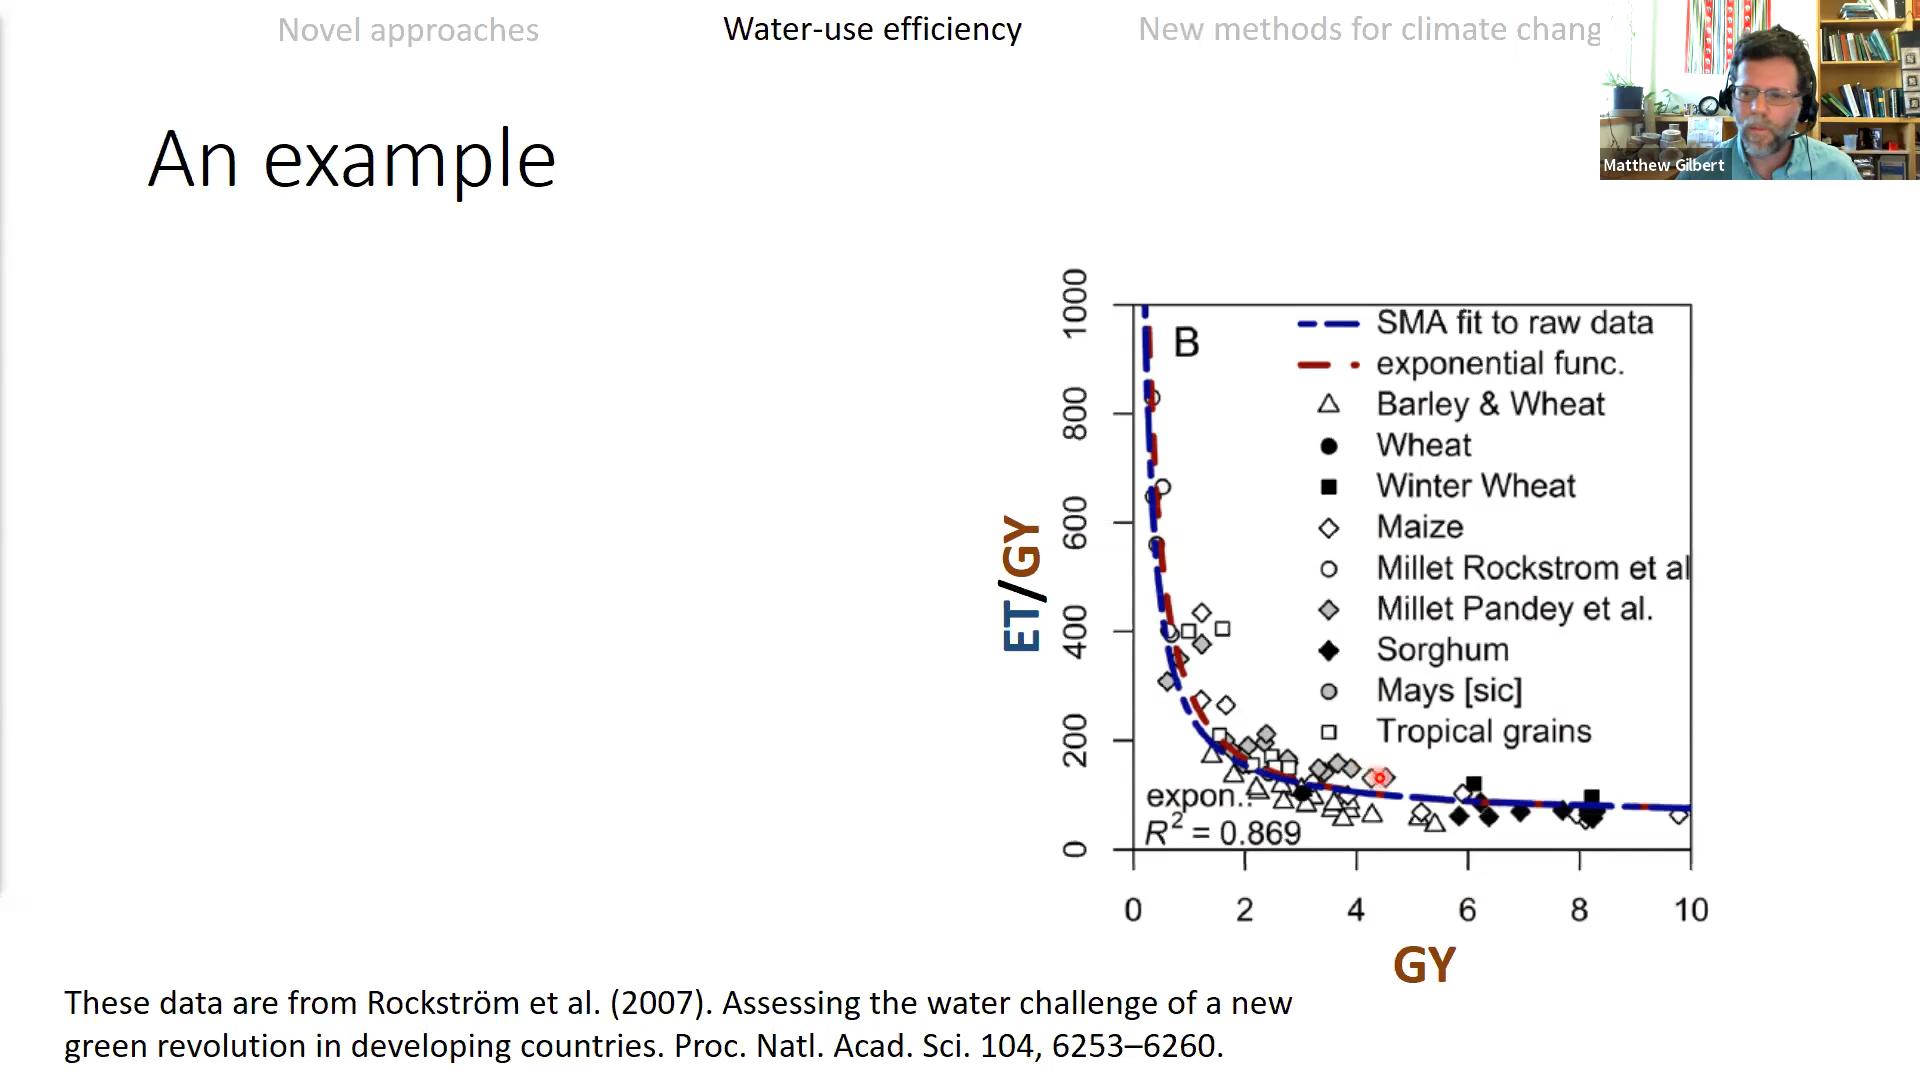 Novel approaches
Water-use efficiency
New methods for climate chang
Matthew Gilbert
An example
1000
800
600
400
200
0
ET/GY
B
SMA fit to raw data
exponential func.
Barley & Wheat
Wheat
Winter Wheat
Maize
Millet Rockstrom et al
Millet Pandey et al.
Sorghum
Mays [sic]
Tropical grains
expon.:
R² = 0.869
0 2 4 6 8 10
GY
These data are from Rockström et al. (2007). Assessing the water challenge of a new
green revolution in developing countries. Proc. Natl. Acad. Sci. 104, 6253–6260.